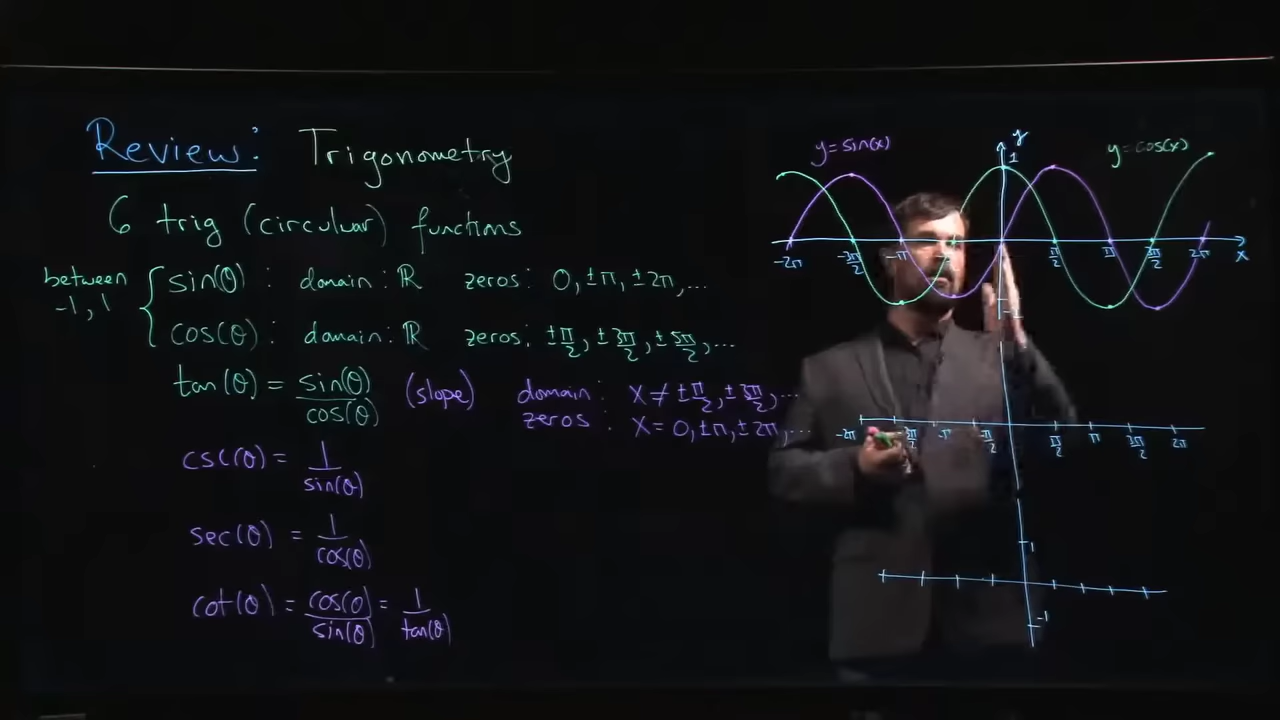 Review: Trigonometry
6 trig (circular) functions
between -1, 1
sin(θ): domain: ℝ zeros: 0, ±π, ±2π, ...
cos(θ): domain: ℝ zeros: ±π/2, ±3π/2, ±5π/2, ...
tan(θ) = sin(θ)/cos(θ) (slope) domain: x ≠ ±π/2, ±3π/2, ...
zeros: x = 0, ±π, ±2π, ...
csc(θ) = 1/sin(θ)
sec(θ) = 1/cos(θ)
cot(θ) = cos(θ)/sin(θ) = 1/tan(θ)
y
y=sin(x) 1 y=cos(x)
-2π -3π/2 -π π/2 π 3π/2 2π x
-1
-2π -3π/2 -π -π/2 π/2 π 3π/2 2π
1
-1